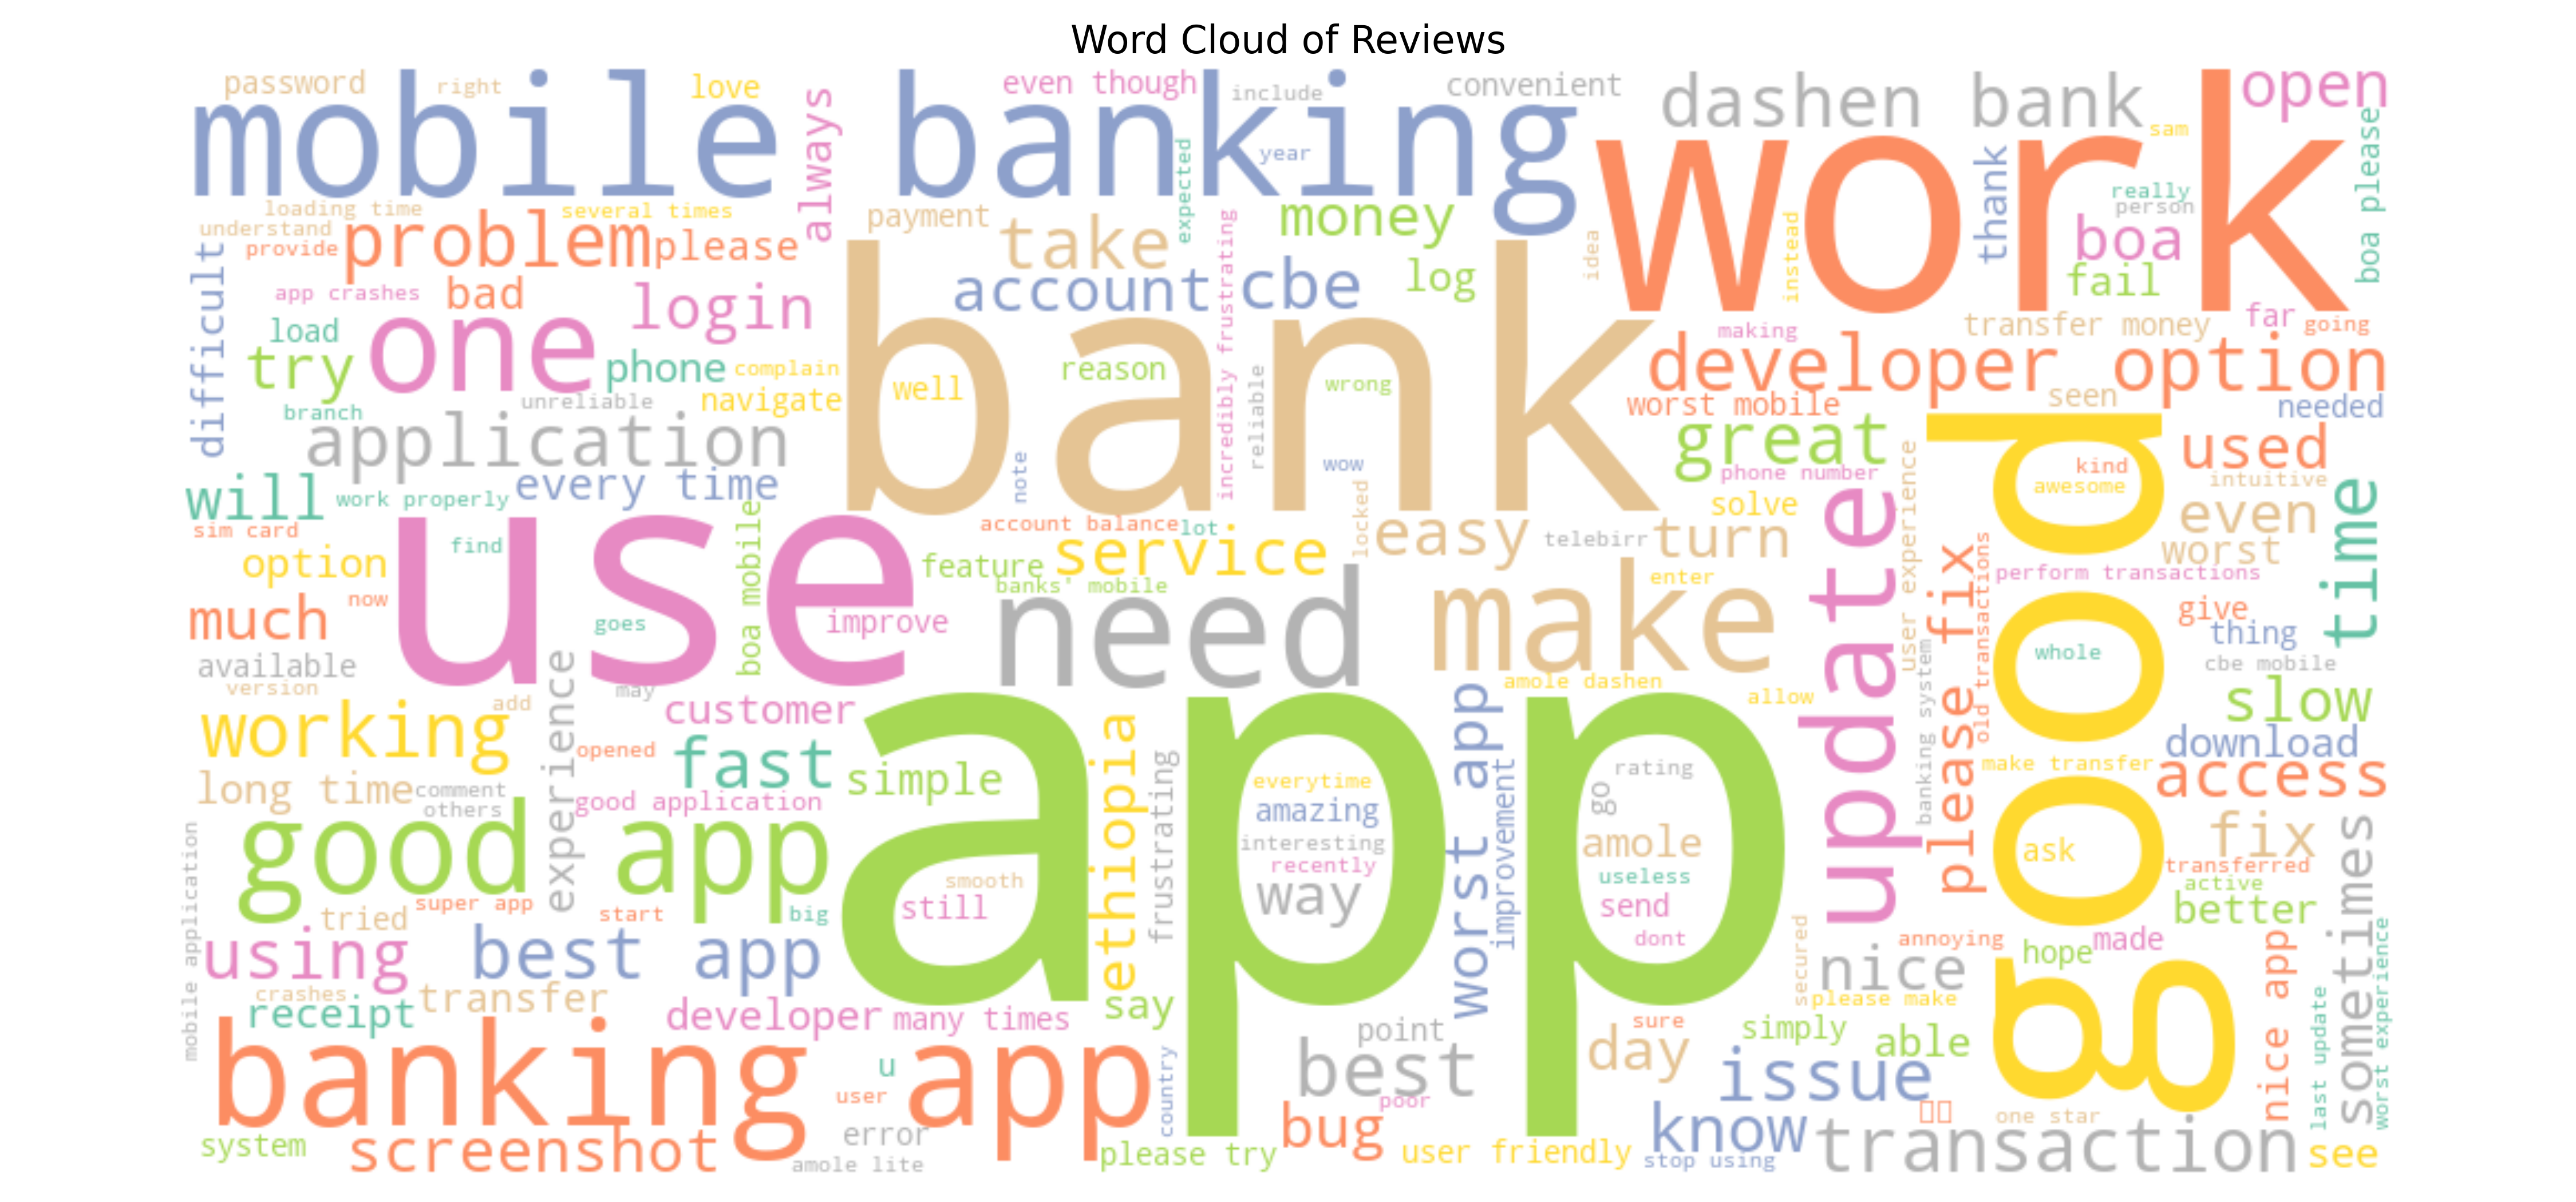 Word Cloud of Reviews
password
right
love
even though
include
convenient
dashen bank
open
mobile banking
always
expected
year
work
sam
thank
really
person
boa please
loading time
several times
understand
provide
problem
please
payment
take
money
incredibly frustrating
idea
instead
boa
fail
difficult
app crashes
bad
login
account
cbe
log
bank
making
transfer money
far
going
load
one
try
phone
complain
navigate
well
reason
wrong
reliable
developer option
seen
needed
branch
unreliable
worst mobile
application
great
used
phone number
kind
awesome
intuitive
note
wow
locked
every time
will
work properly
solve
even
time
sim card
find
use
boa mobile
account balance
lot
service
easy
telebirr
turn
worst
option
feature
banks' mobile
enter
update
user experience
please fix
old transactions
perform transactions
good
much
now
goes
improve
need
make
give
thing
available
whole
cbe mobile
version
may
add
amole dashen
allow
banking system
slow
working
experience
customer
opened
fast
simple
app
ethiopia
frustrating
everytime
amazing
interesting
recently
way
worst app
improvement
rating
go
amole
useless
send
dont
make transfer
download
access
long time
comment
others
good application
good app
ask
fix
transferred
active
better
sometimes
mobile application
tried
super app
start
big
smooth
still
secured
annoying
hope
made
using
best app
nice
nice app
last update
worst experience
crashes
receipt
transfer
developer
many times
say
please make
point
sure
simply
able
banking app
u
user
country
best
day
issue
poor
bug
know
one star
system
screenshot
error
amole lite
please try
user friendly
stop using
transaction
see